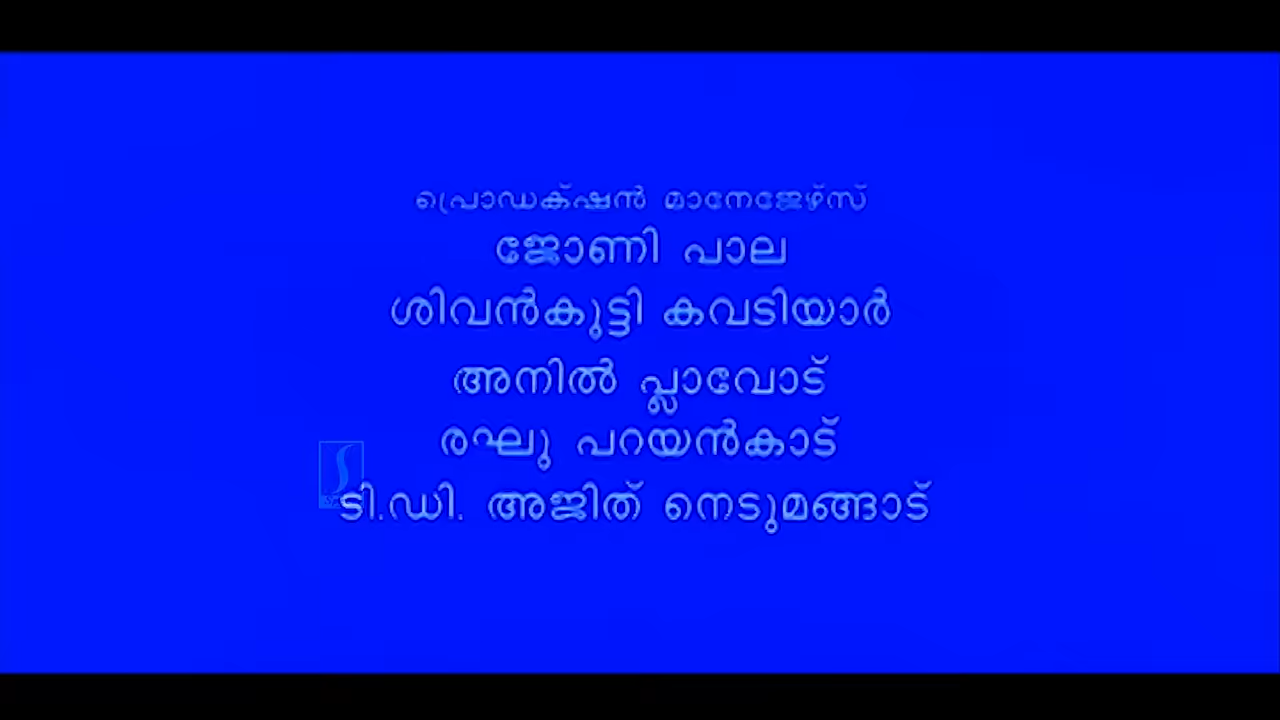 പ്രൊഡക്ഷൻ മാനേജേഴ്സ്
ജോണി പാല
ശിവൻകുട്ടി കവടിയാർ
അനിൽ പ്ലാവോട്
രഘു പറയൻകാട്
ടി.ഡി. അജിത് നെടുമങ്ങാട്